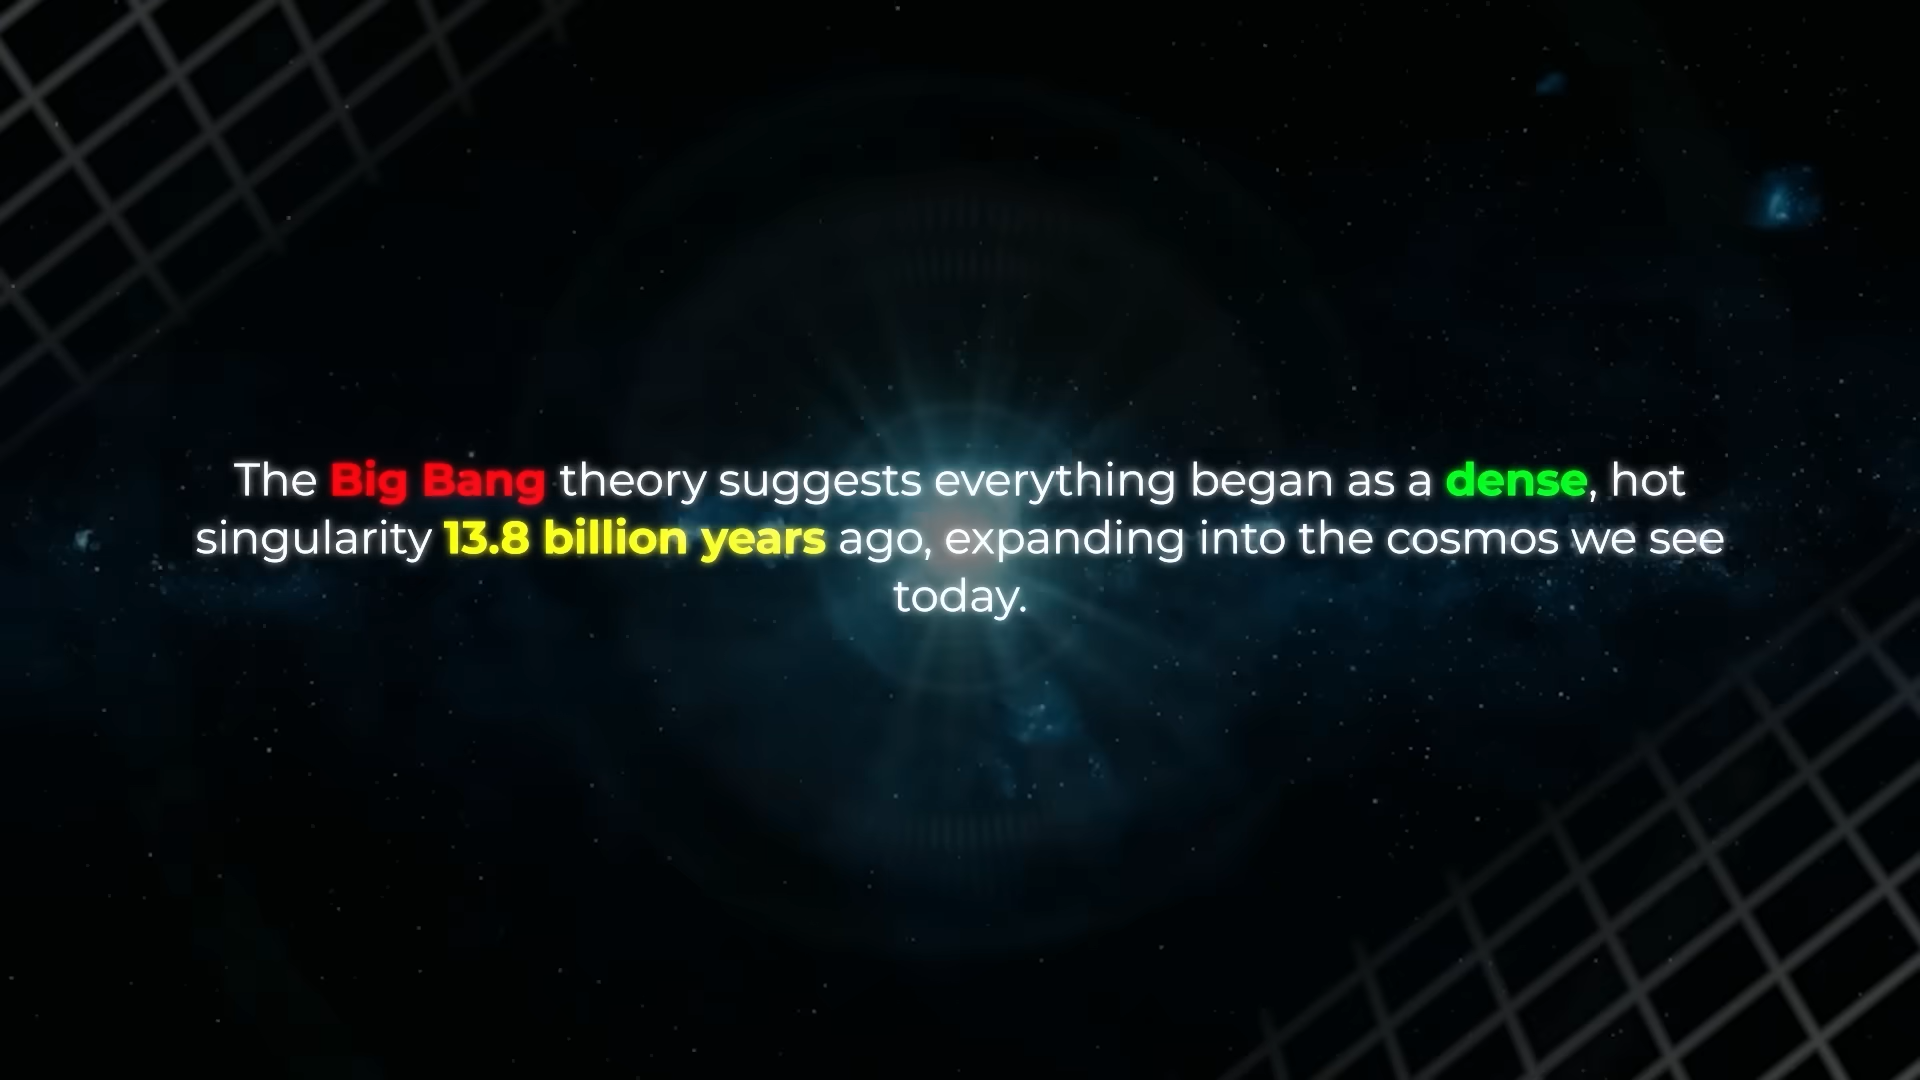 The Big Bang theory suggests everything began as a dense, hot
singularity 13.8 billion years ago, expanding into the cosmos we see
today.